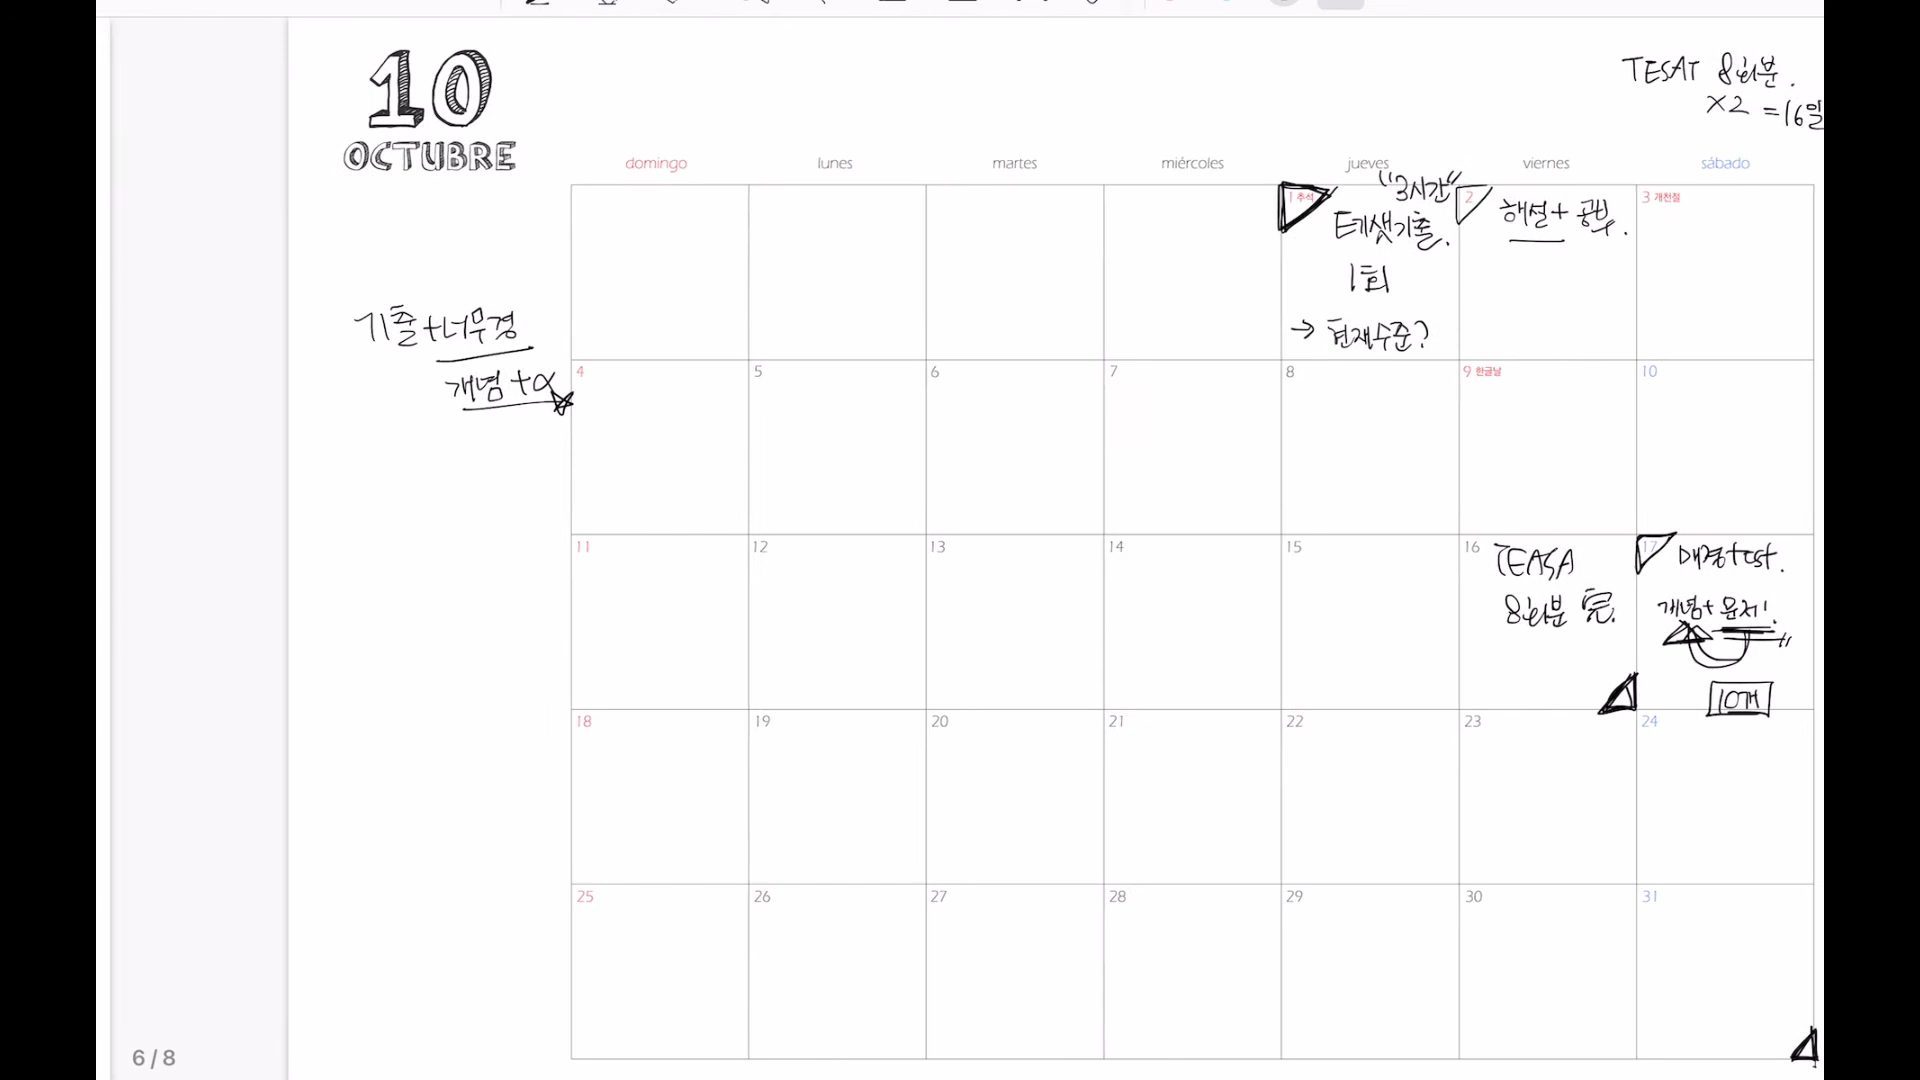 10
OCTUBRE
TESAT 8회분.
×2 =16일
domingo lunes martes miércoles jueves viernes sábado
1 추석
"3시간"
테샛기출.
1회
→ 현재수준?
2
해설+공부.
3 개천절
기출+너무경
개념+α
4 5 6 7 8 9 한글날 10
11 12 13 14 15 16 17
TEASA
8회분 完.
매경test.
개념+문제!
10개
18 19 20 21 22 23 24
25 26 27 28 29 30 31
6/8